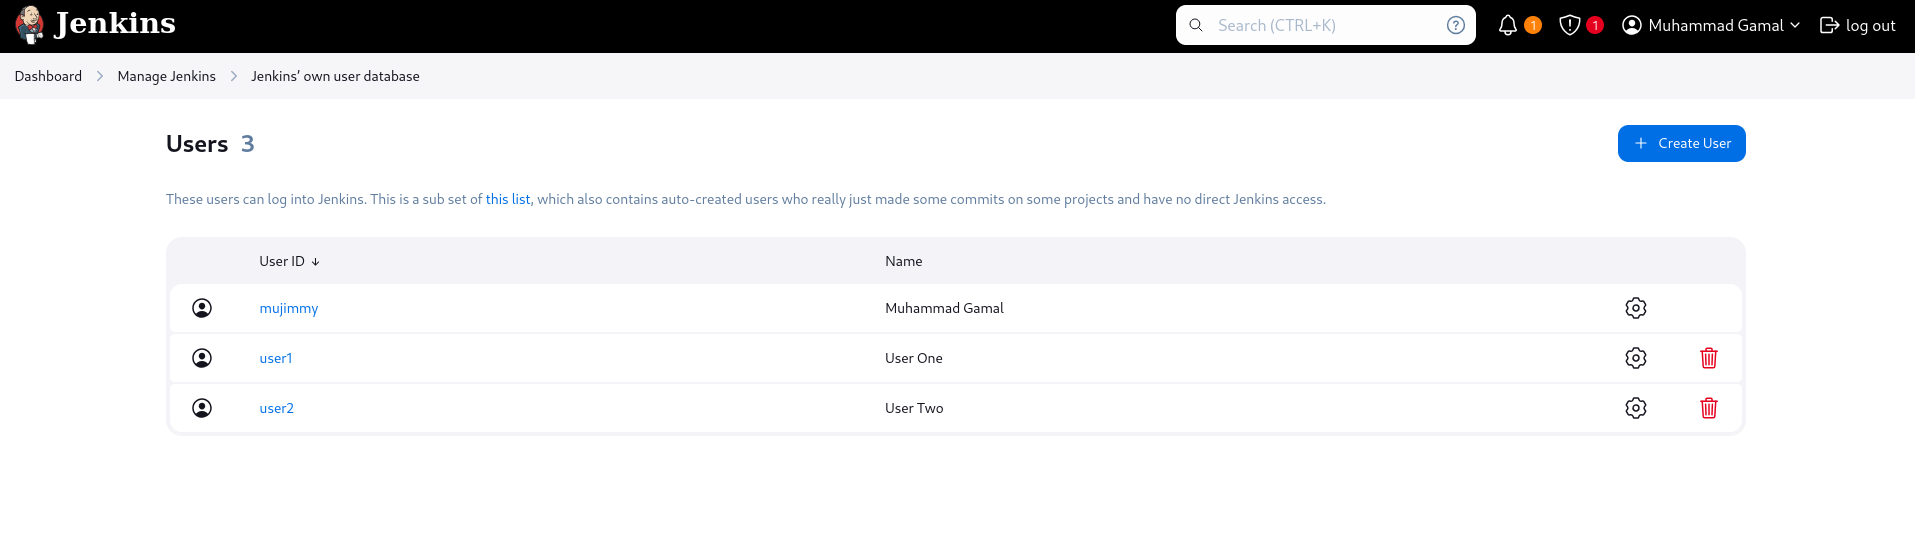 Jenkins
Search (CTRL+K) ?
1
1
Muhammad Gamal
log out
Dashboard
Manage Jenkins
Jenkins’ own user database
Users 3
+ Create User
These users can log into Jenkins. This is a sub set of this list, which also contains auto-created users who really just made some commits on some projects and have no direct Jenkins access.
User ID ↓ Name
mujimmy Muhammad Gamal
user1 User One
user2 User Two